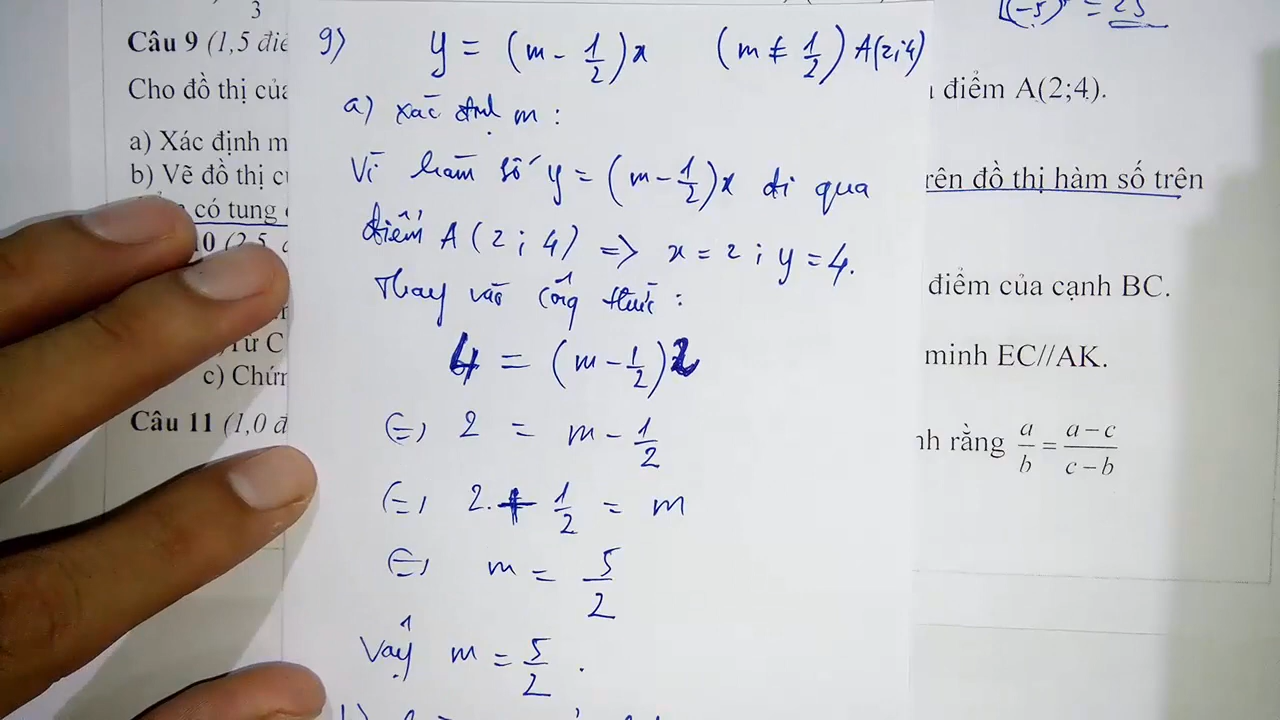 3
[(-5)² = 25
Câu 9 (1,5 điể
Cho đồ thị của
điểm A(2;4).
a) Xác định m
b) Vẽ đồ thị
rên đồ thị hàm số trên
có tung
10 (2,5
điểm của cạnh BC.
Từ C
minh EC//AK.
c) Chứn
Câu 11 (1,0 đ
nh rằng a/b = (a−c)/(c−b)
9) y = (m - 1/2)x (m ≠ 1/2) A(2;4)
a) Xác định m :
Vì hàm số y = (m - 1/2)x đi qua
điểm A(2;4) => x = 2 ; y = 4.
Thay vào công thức :
4 = (m - 1/2)2
(=) 2 = m - 1/2
(=) 2 + 1/2 = m
(=) m = 5/2
Vậy m = 5/2 .